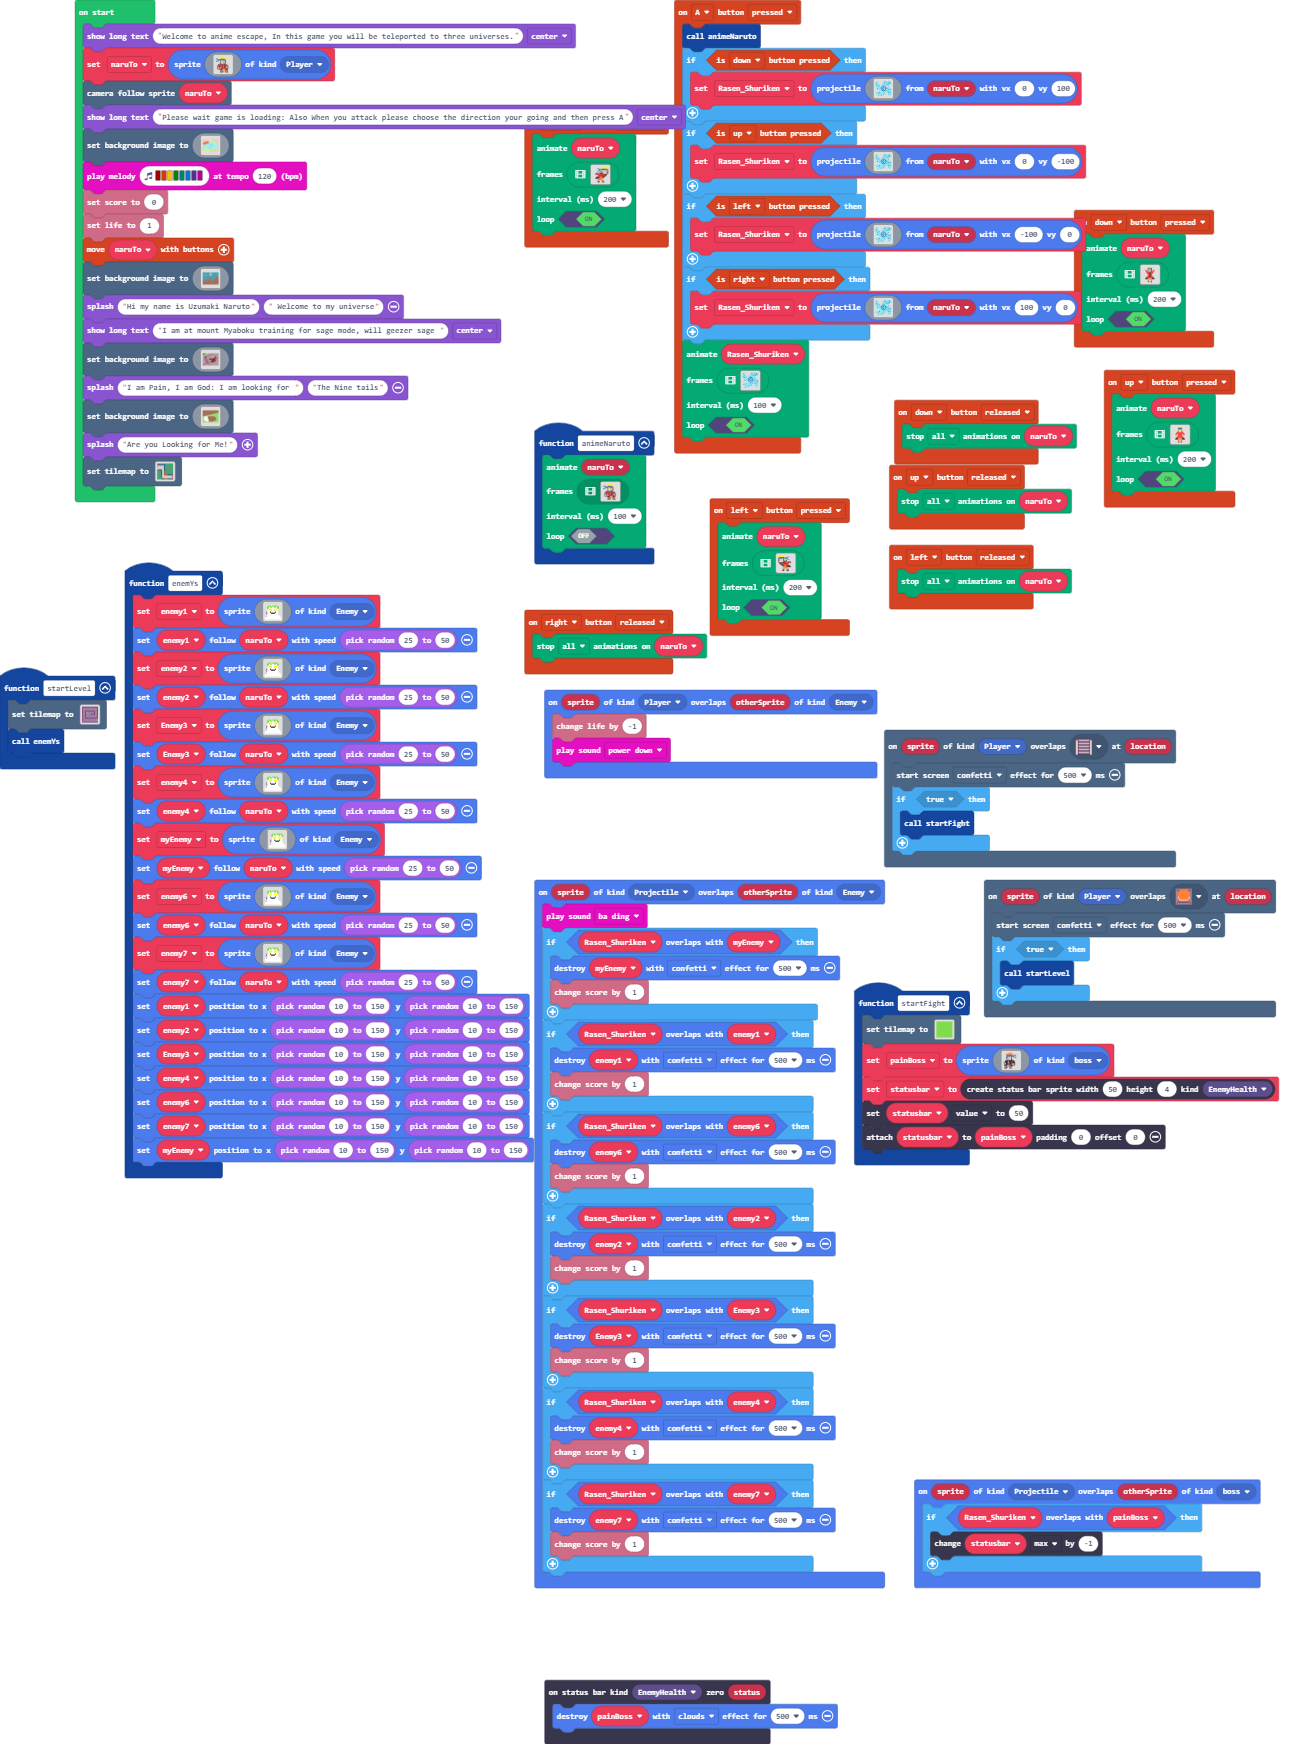 on start
show long text "Welcome to anime escape, In this game you will be teleported to three universes." center
set naruTo to sprite of kind Player
camera follow sprite naruTo
show long text "Please wait game is loading: Also When you attack please choose the direction your going and then press A" center
set background image to
play melody at tempo 120 (bpm)
set score to 0
set life to 1
move naruTo with buttons
set background image to
splash "Hi my name is Uzumaki Naruto" " Welcome to my universe"
show long text "I am at mount Myaboku training for sage mode, will geezer sage " center
set background image to
splash "I am Pain, I am God: I am looking for " "The Nine tails"
set background image to
splash "Are you Looking for Me!"
set tilemap to
animate naruTo
frames
interval (ms) 200
loop ON
on A button pressed
call animeNaruto
if is down button pressed then
set Rasen_Shuriken to projectile from naruTo with vx 0 vy 100
if is up button pressed then
set Rasen_Shuriken to projectile from naruTo with vx 0 vy -100
if is left button pressed then
set Rasen_Shuriken to projectile from naruTo with vx -100 vy 0
if is right button pressed then
set Rasen_Shuriken to projectile from naruTo with vx 100 vy 0
animate Rasen_Shuriken
frames
interval (ms) 100
loop ON
down button pressed
animate naruTo
frames
interval (ms) 200
loop ON
on up button pressed
animate naruTo
frames
interval (ms) 200
loop ON
on down button released
stop all animations on naruTo
on up button released
stop all animations on naruTo
on left button released
stop all animations on naruTo
function animeNaruto
animate naruTo
frames
interval (ms) 100
loop OFF
on left button pressed
animate naruTo
frames
interval (ms) 200
loop ON
on right button released
stop all animations on naruTo
function startLevel
set tilemap to
call enemYs
function enemYs
set enemy1 to sprite of kind Enemy
set enemy1 follow naruTo with speed pick random 25 to 50
set enemy2 to sprite of kind Enemy
set enemy2 follow naruTo with speed pick random 25 to 50
set Enemy3 to sprite of kind Enemy
set Enemy3 follow naruTo with speed pick random 25 to 50
set enemy4 to sprite of kind Enemy
set enemy4 follow naruTo with speed pick random 25 to 50
set myEnemy to sprite of kind Enemy
set myEnemy follow naruTo with speed pick random 25 to 50
set enemy6 to sprite of kind Enemy
set enemy6 follow naruTo with speed pick random 25 to 50
set enemy7 to sprite of kind Enemy
set enemy7 follow naruTo with speed pick random 25 to 50
set enemy1 position to x pick random 10 to 150 y pick random 10 to 150
set enemy2 position to x pick random 10 to 150 y pick random 10 to 150
set Enemy3 position to x pick random 10 to 150 y pick random 10 to 150
set enemy4 position to x pick random 10 to 150 y pick random 10 to 150
set enemy6 position to x pick random 10 to 150 y pick random 10 to 150
set enemy7 position to x pick random 10 to 150 y pick random 10 to 150
set myEnemy position to x pick random 10 to 150 y pick random 10 to 150
on sprite of kind Player overlaps otherSprite of kind Enemy
change life by -1
play sound power down
on sprite of kind Player overlaps at location
start screen confetti effect for 500 ms
if true then
call startFight
on sprite of kind Player overlaps at location
start screen confetti effect for 500 ms
if true then
call startLevel
on sprite of kind Projectile overlaps otherSprite of kind Enemy
play sound ba ding
if Rasen_Shuriken overlaps with myEnemy then
destroy myEnemy with confetti effect for 500 ms
change score by 1
if Rasen_Shuriken overlaps with enemy1 then
destroy enemy1 with confetti effect for 500 ms
change score by 1
if Rasen_Shuriken overlaps with enemy6 then
destroy enemy6 with confetti effect for 500 ms
change score by 1
if Rasen_Shuriken overlaps with enemy2 then
destroy enemy2 with confetti effect for 500 ms
change score by 1
if Rasen_Shuriken overlaps with Enemy3 then
destroy Enemy3 with confetti effect for 500 ms
change score by 1
if Rasen_Shuriken overlaps with enemy4 then
destroy enemy4 with confetti effect for 500 ms
change score by 1
if Rasen_Shuriken overlaps with enemy7 then
destroy enemy7 with confetti effect for 500 ms
change score by 1
function startFight
set tilemap to
set painBoss to sprite of kind boss
set statusbar to create status bar sprite width 50 height 4 kind EnemyHealth
set statusbar value to 50
attach statusbar to painBoss padding 0 offset 0
on sprite of kind Projectile overlaps otherSprite of kind boss
if Rasen_Shuriken overlaps with painBoss then
change statusbar max by -1
on status bar kind EnemyHealth zero status
destroy painBoss with clouds effect for 500 ms